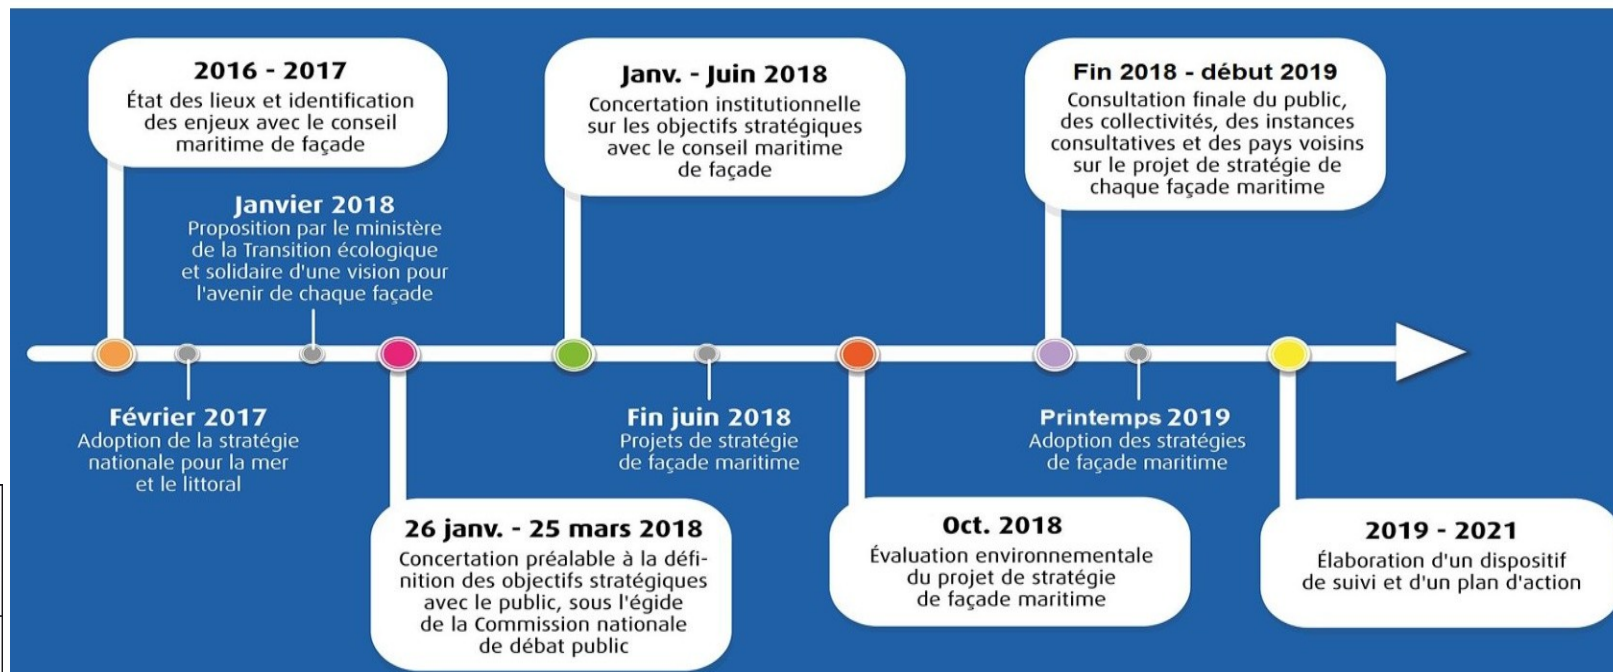 2016 - 2017
État des lieux et identification
des enjeux avec le conseil
maritime de façade
Février 2017
Adoption de la stratégie
nationale pour la mer
et le littoral
Janvier 2018
Proposition par le ministère
de la Transition écologique
et solidaire d'une vision pour
l'avenir de chaque façade
26 janv. - 25 mars 2018
Concertation préalable à la défi-
nition des objectifs stratégiques
avec le public, sous l'égide
de la Commission nationale
de débat public
Janv. - Juin 2018
Concertation institutionnelle
sur les objectifs stratégiques
avec le conseil maritime
de façade
Fin juin 2018
Projets de stratégie
de façade maritime
Oct. 2018
Évaluation environnementale
du projet de stratégie
de façade maritime
Fin 2018 - début 2019
Consultation finale du public,
des collectivités, des instances
consultatives et des pays voisins
sur le projet de stratégie de
chaque façade maritime
Printemps 2019
Adoption des stratégies
de façade maritime
2019 - 2021
Élaboration d'un dispositif
de suivi et d'un plan d'action